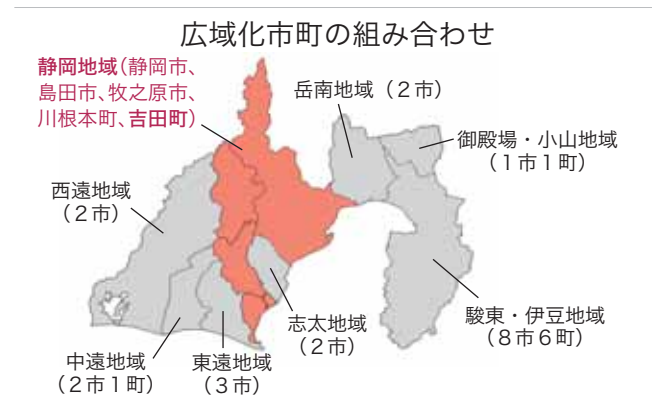 広域化市町の組み合わせ
静岡地域（静岡市、
島田市、牧之原市、
川根本町、吉田町）
岳南地域（２市）
御殿場・小山地域
（１市１町）
西遠地域
（２市）
駿東・伊豆地域
（８市６町）
志太地域
（２市）
中遠地域
（２市１町）
東遠地域
（３市）